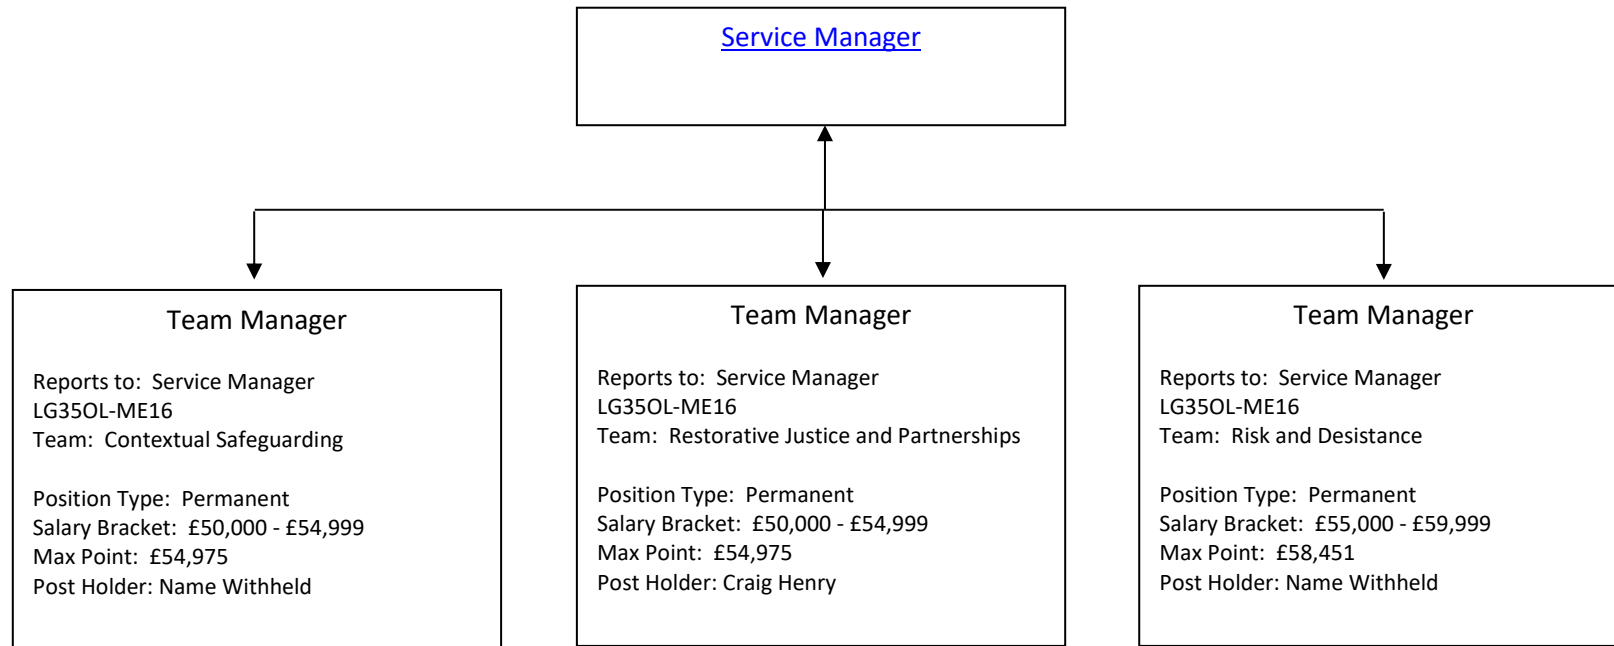 Service Manager
Team Manager
Reports to:  Service Manager
LG35OL-ME16
Team:  Contextual Safeguarding
Position Type:  Permanent
Salary Bracket:  £50,000 - £54,999
Max Point:  £54,975
Post Holder: Name Withheld
Team Manager
Reports to:  Service Manager
LG35OL-ME16
Team:  Restorative Justice and Partnerships
Position Type:  Permanent
Salary Bracket:  £50,000 - £54,999
Max Point:  £54,975
Post Holder: Craig Henry
Team Manager
Reports to:  Service Manager
LG35OL-ME16
Team:  Risk and Desistance
Position Type:  Permanent
Salary Bracket:  £55,000 - £59,999
Max Point:  £58,451
Post Holder: Name Withheld